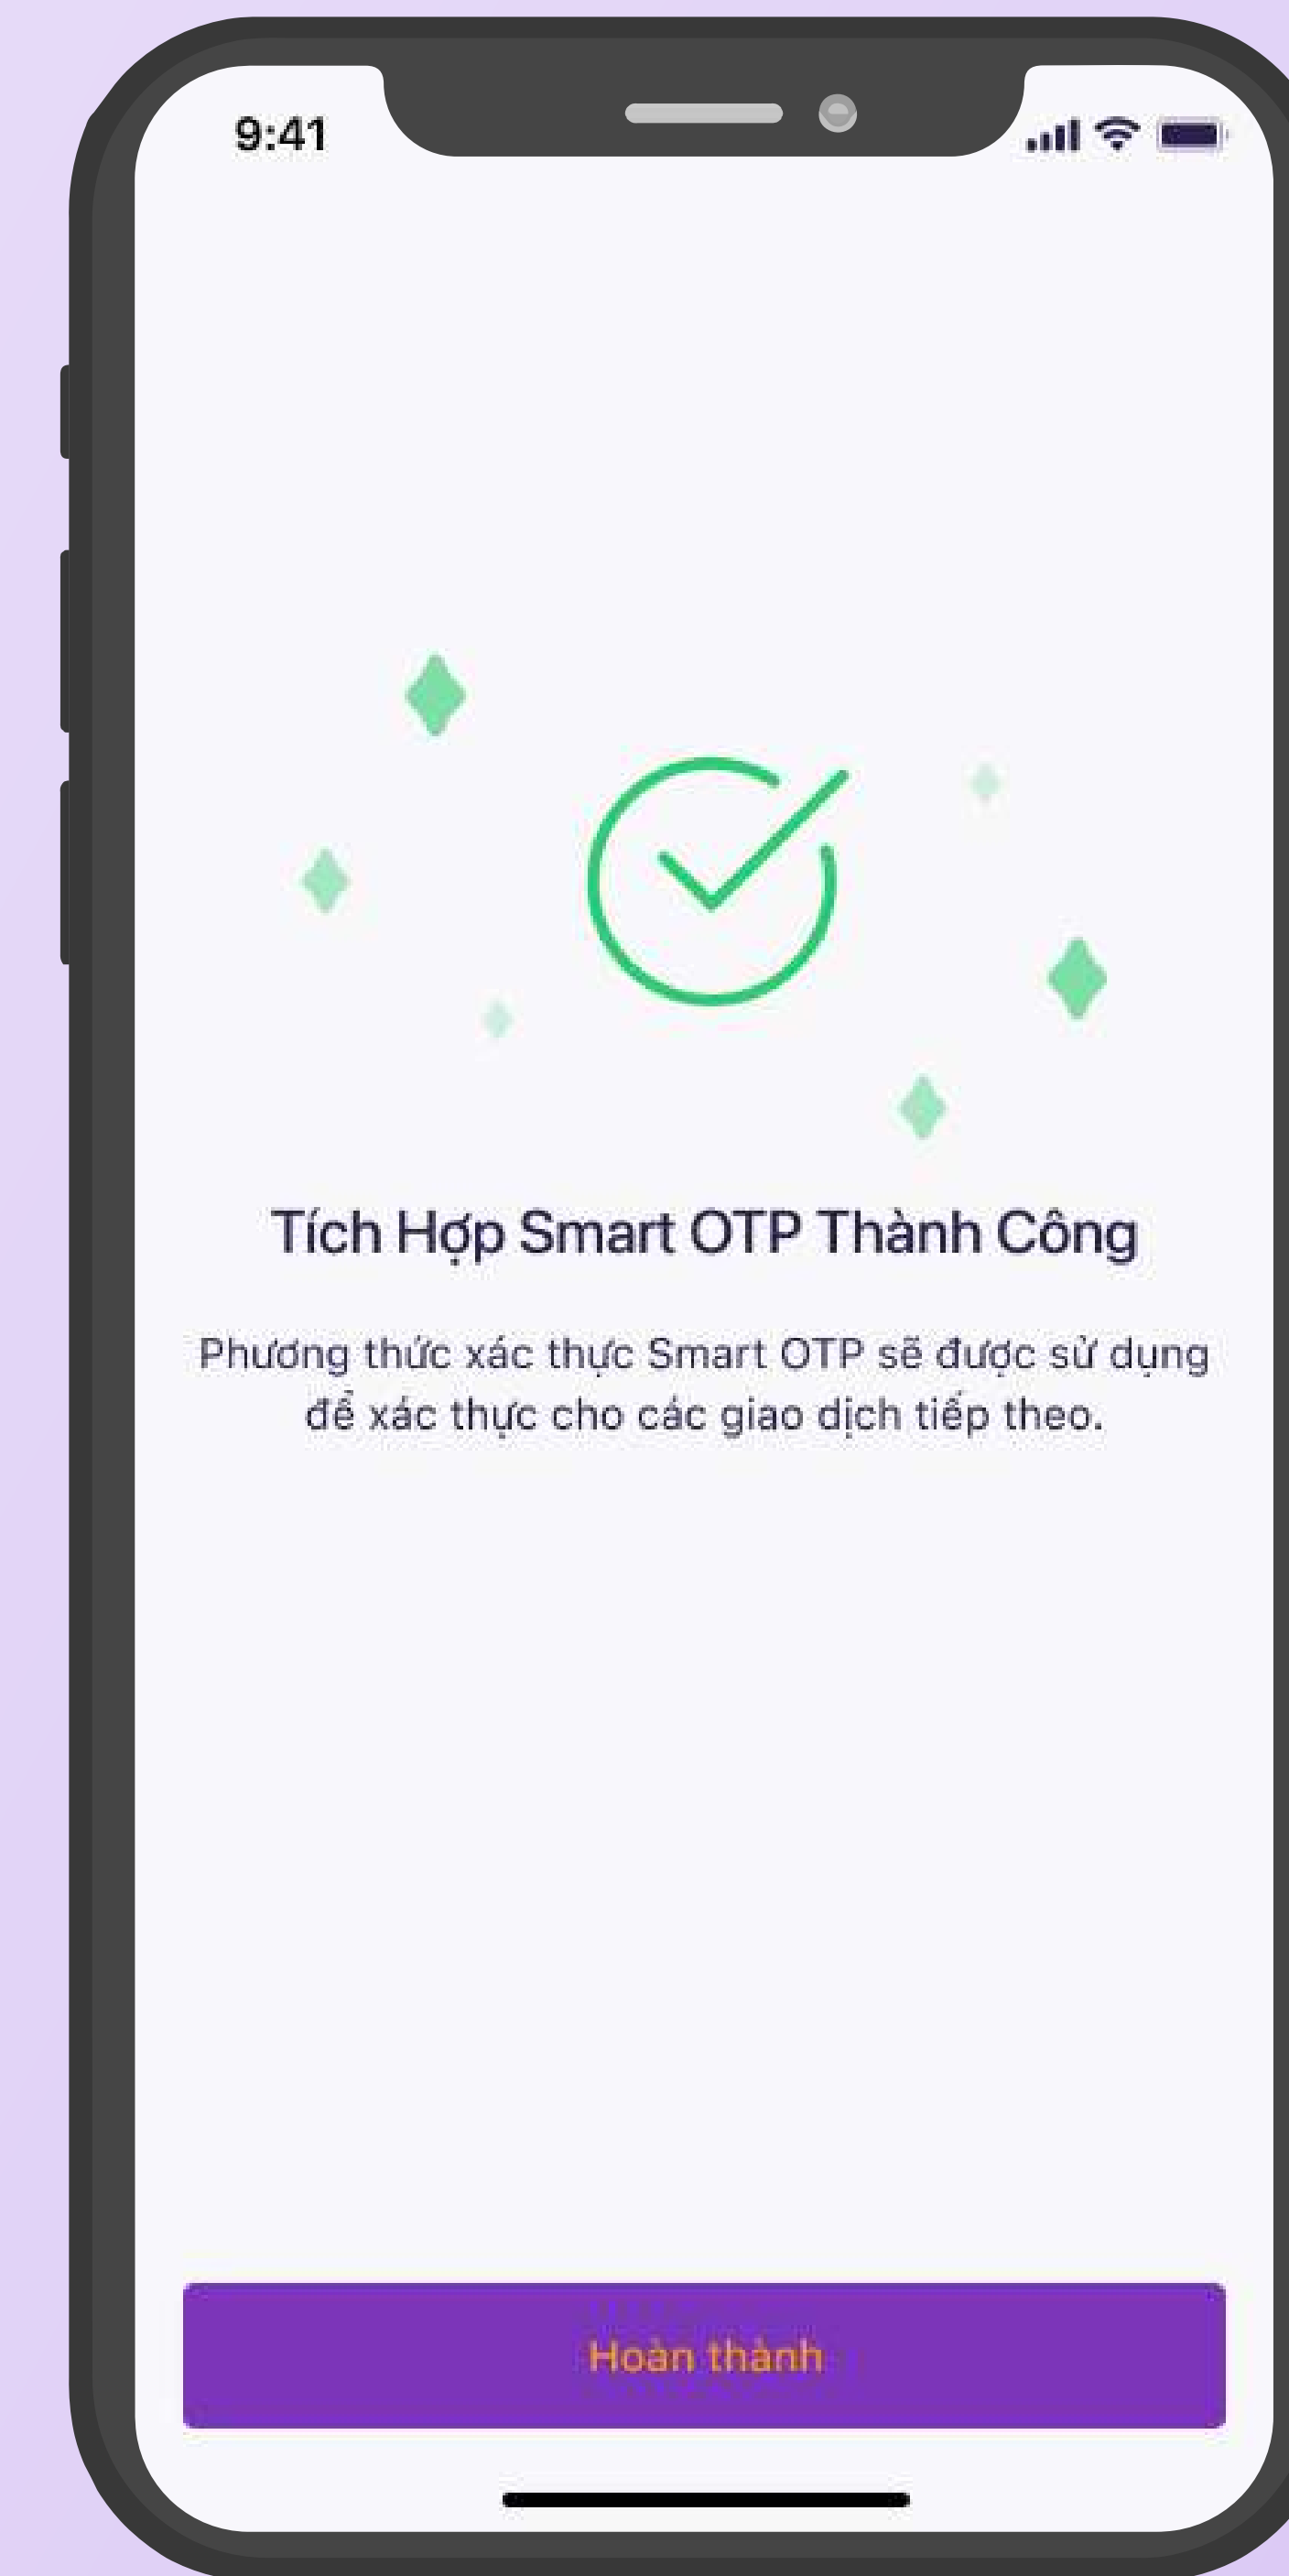 9:41
Tích Hợp Smart OTP Thành Công
Phương thức xác thực Smart OTP sẽ được sử dụng
để xác thực cho các giao dịch tiếp theo.
Hoàn thành